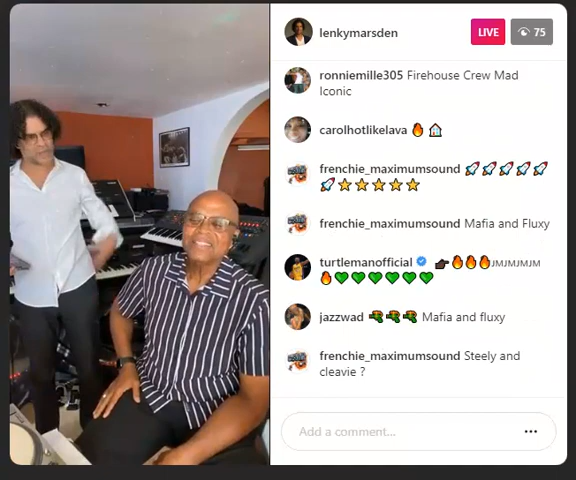 lenkymarsden
LIVE
75
ronniemille305 Firehouse Crew Mad
Iconic
carolhotlikelava 🔥 🏠
frenchie_maximumsound 🚀🚀🚀🚀🚀
🚀⭐⭐⭐⭐⭐
frenchie_maximumsound Mafia and Fluxy
turtlemanofficial 👉🏿🔥🔥🔥JMJMJMJM
🔥💚💚💚💚💚💚
jazzwad 🔫🔫🔫 Mafia and fluxy
frenchie_maximumsound Steely and
cleavie ?
Add a comment...